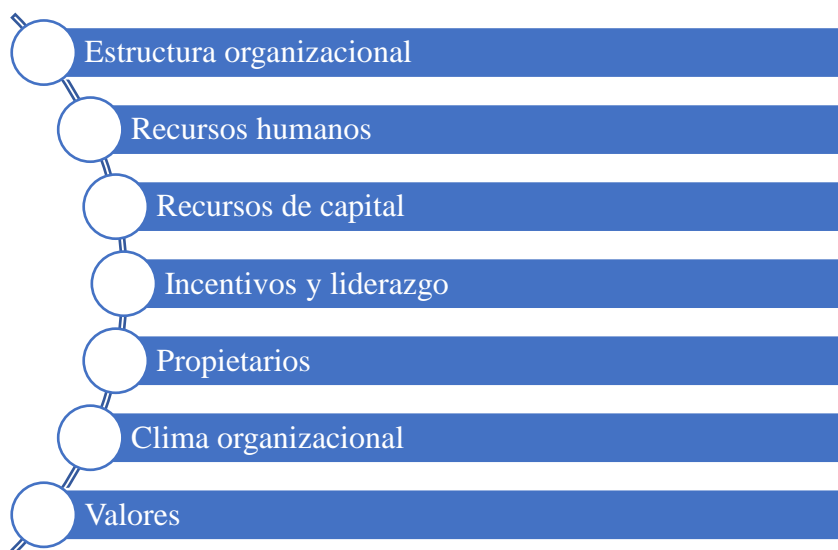 Estructura organizacional
Recursos humanos
Recursos de capital
Incentivos y liderazgo
Propietarios
Clima organizacional
Valores